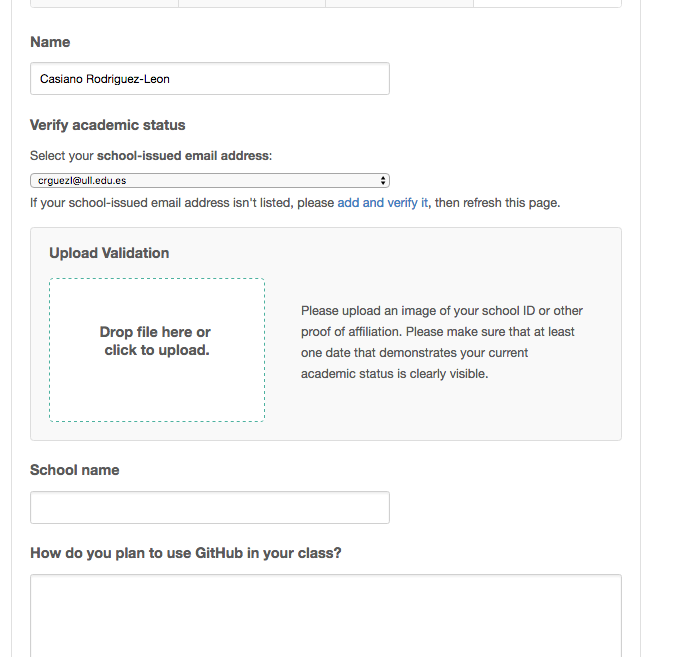 Name
Casiano Rodriguez-Leon
Verify academic status
Select your school-issued email address:
crguezl@ull.edu.es
If your school-issued email address isn't listed, please add and verify it, then refresh this page.
Upload Validation
Drop file here or
click to upload.
Please upload an image of your school ID or other
proof of affiliation. Please make sure that at least
one date that demonstrates your current
academic status is clearly visible.
School name
How do you plan to use GitHub in your class?